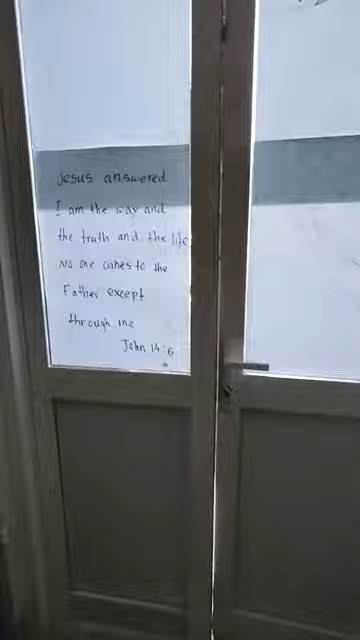 Jesus answered
I am the way and
the truth and the life
No one comes to the
Father except
through me
John 14:6